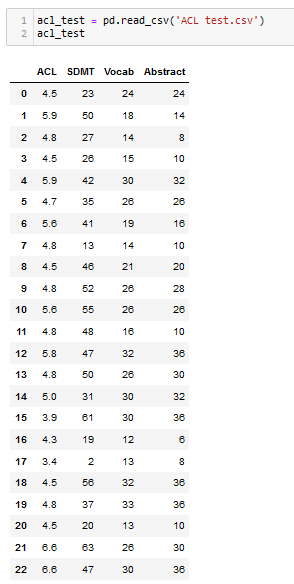 1 acl_test = pd.read_csv('ACL test.csv')
2 acl_test
ACL SDMT Vocab Abstract
0 4.5 23 24 24
1 5.9 50 18 14
2 4.8 27 14 8
3 4.5 26 15 10
4 5.9 42 30 32
5 4.7 35 26 26
6 5.6 41 19 16
7 4.8 13 14 10
8 4.5 46 21 20
9 4.8 52 26 28
10 5.6 55 26 26
11 4.8 48 16 10
12 5.8 47 32 36
13 4.8 50 26 30
14 5.0 31 30 32
15 3.9 61 30 36
16 4.3 19 12 6
17 3.4 2 13 8
18 4.5 56 32 36
19 4.8 37 33 36
20 4.5 20 13 10
21 6.6 63 26 30
22 6.6 47 30 36